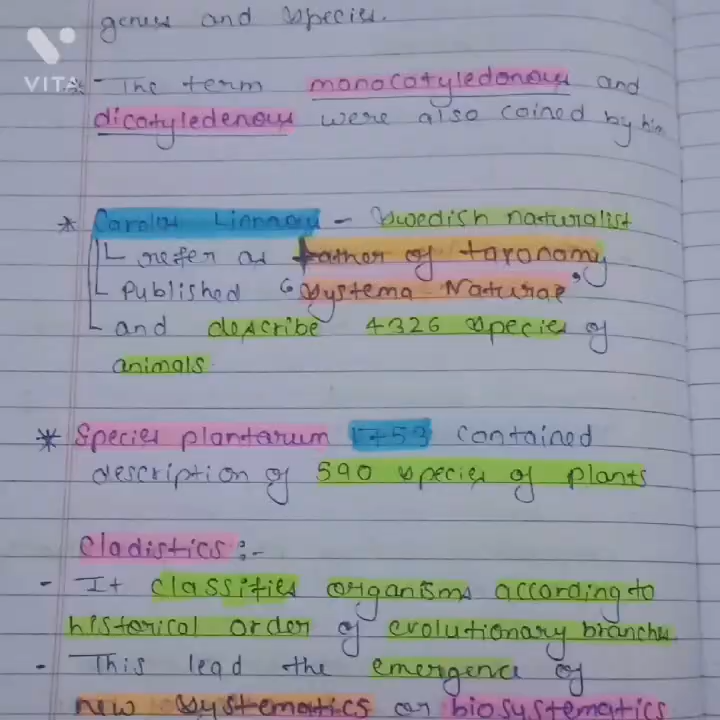 genus and species.
VITA
* - The term monocotyledonous and
dicotyledenous were also coined by him
* Carolus Linnaeus - Swedish naturalist
refer as father of taxonomy
Published "Systema Naturae"
and describe 4326 species of
animals
* Species plantarum 1753 contained
description of 590 species of plants
Cladistics :-
- It classifies organisms according to
historical order of evolutionary branches
- This lead the emergence of
new systematics or biosystematics